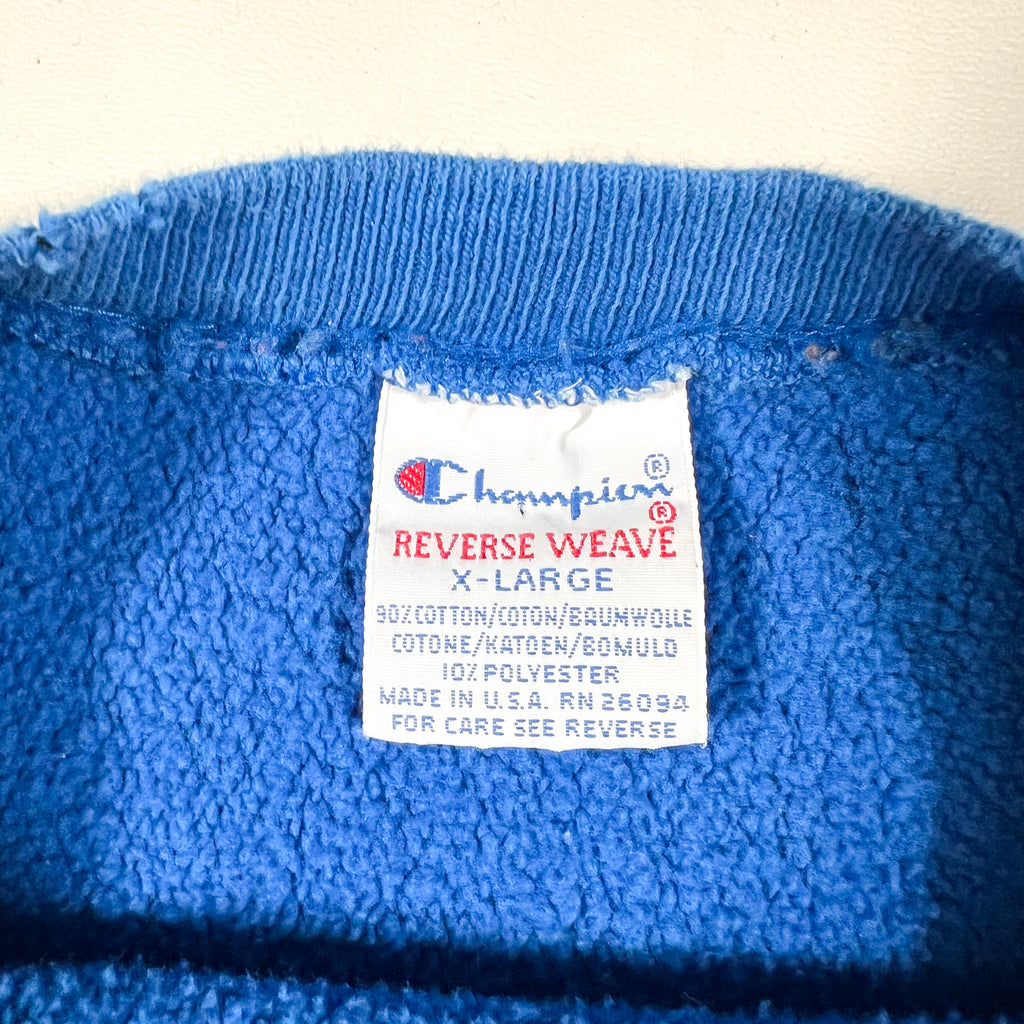 Champion®
REVERSE WEAVE®
X-LARGE
90% COTTON/COTON/BAUMWOLLE
COTONE/KATOEN/BOMULD
10% POLYESTER
MADE IN U.S.A. RN 26094
FOR CARE SEE REVERSE